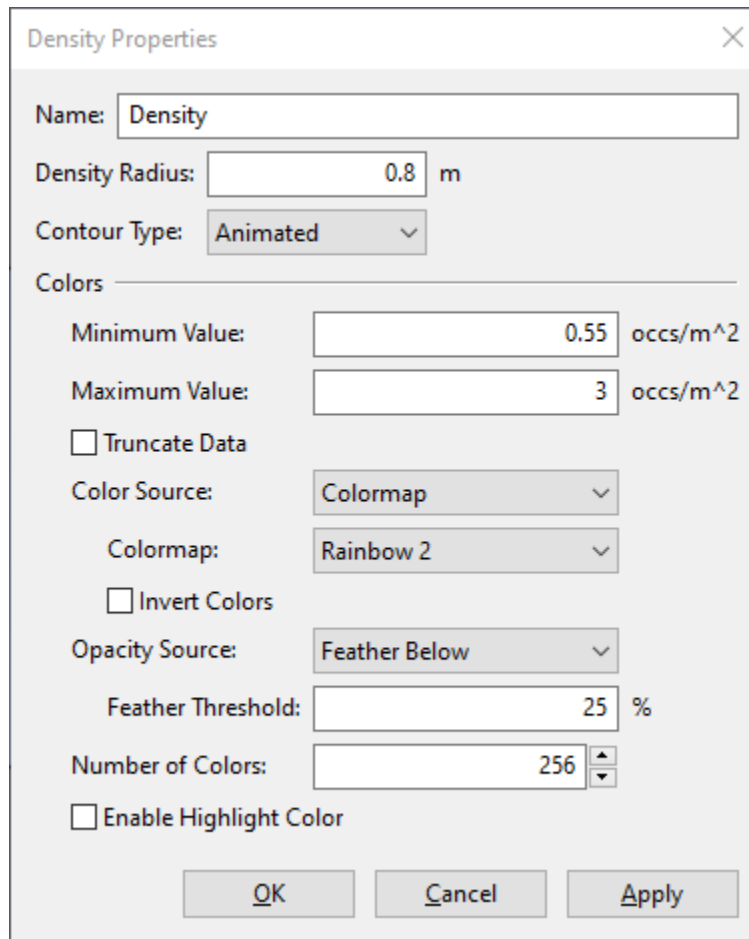 Density Properties
Name: Density
Density Radius: 0.8 m
Contour Type: Animated
Colors
Minimum Value: 0.55 occs/m^2
Maximum Value: 3 occs/m^2
Truncate Data
Color Source: Colormap
Colormap: Rainbow 2
Invert Colors
Opacity Source: Feather Below
Feather Threshold: 25 %
Number of Colors: 256
Enable Highlight Color
OK Cancel Apply